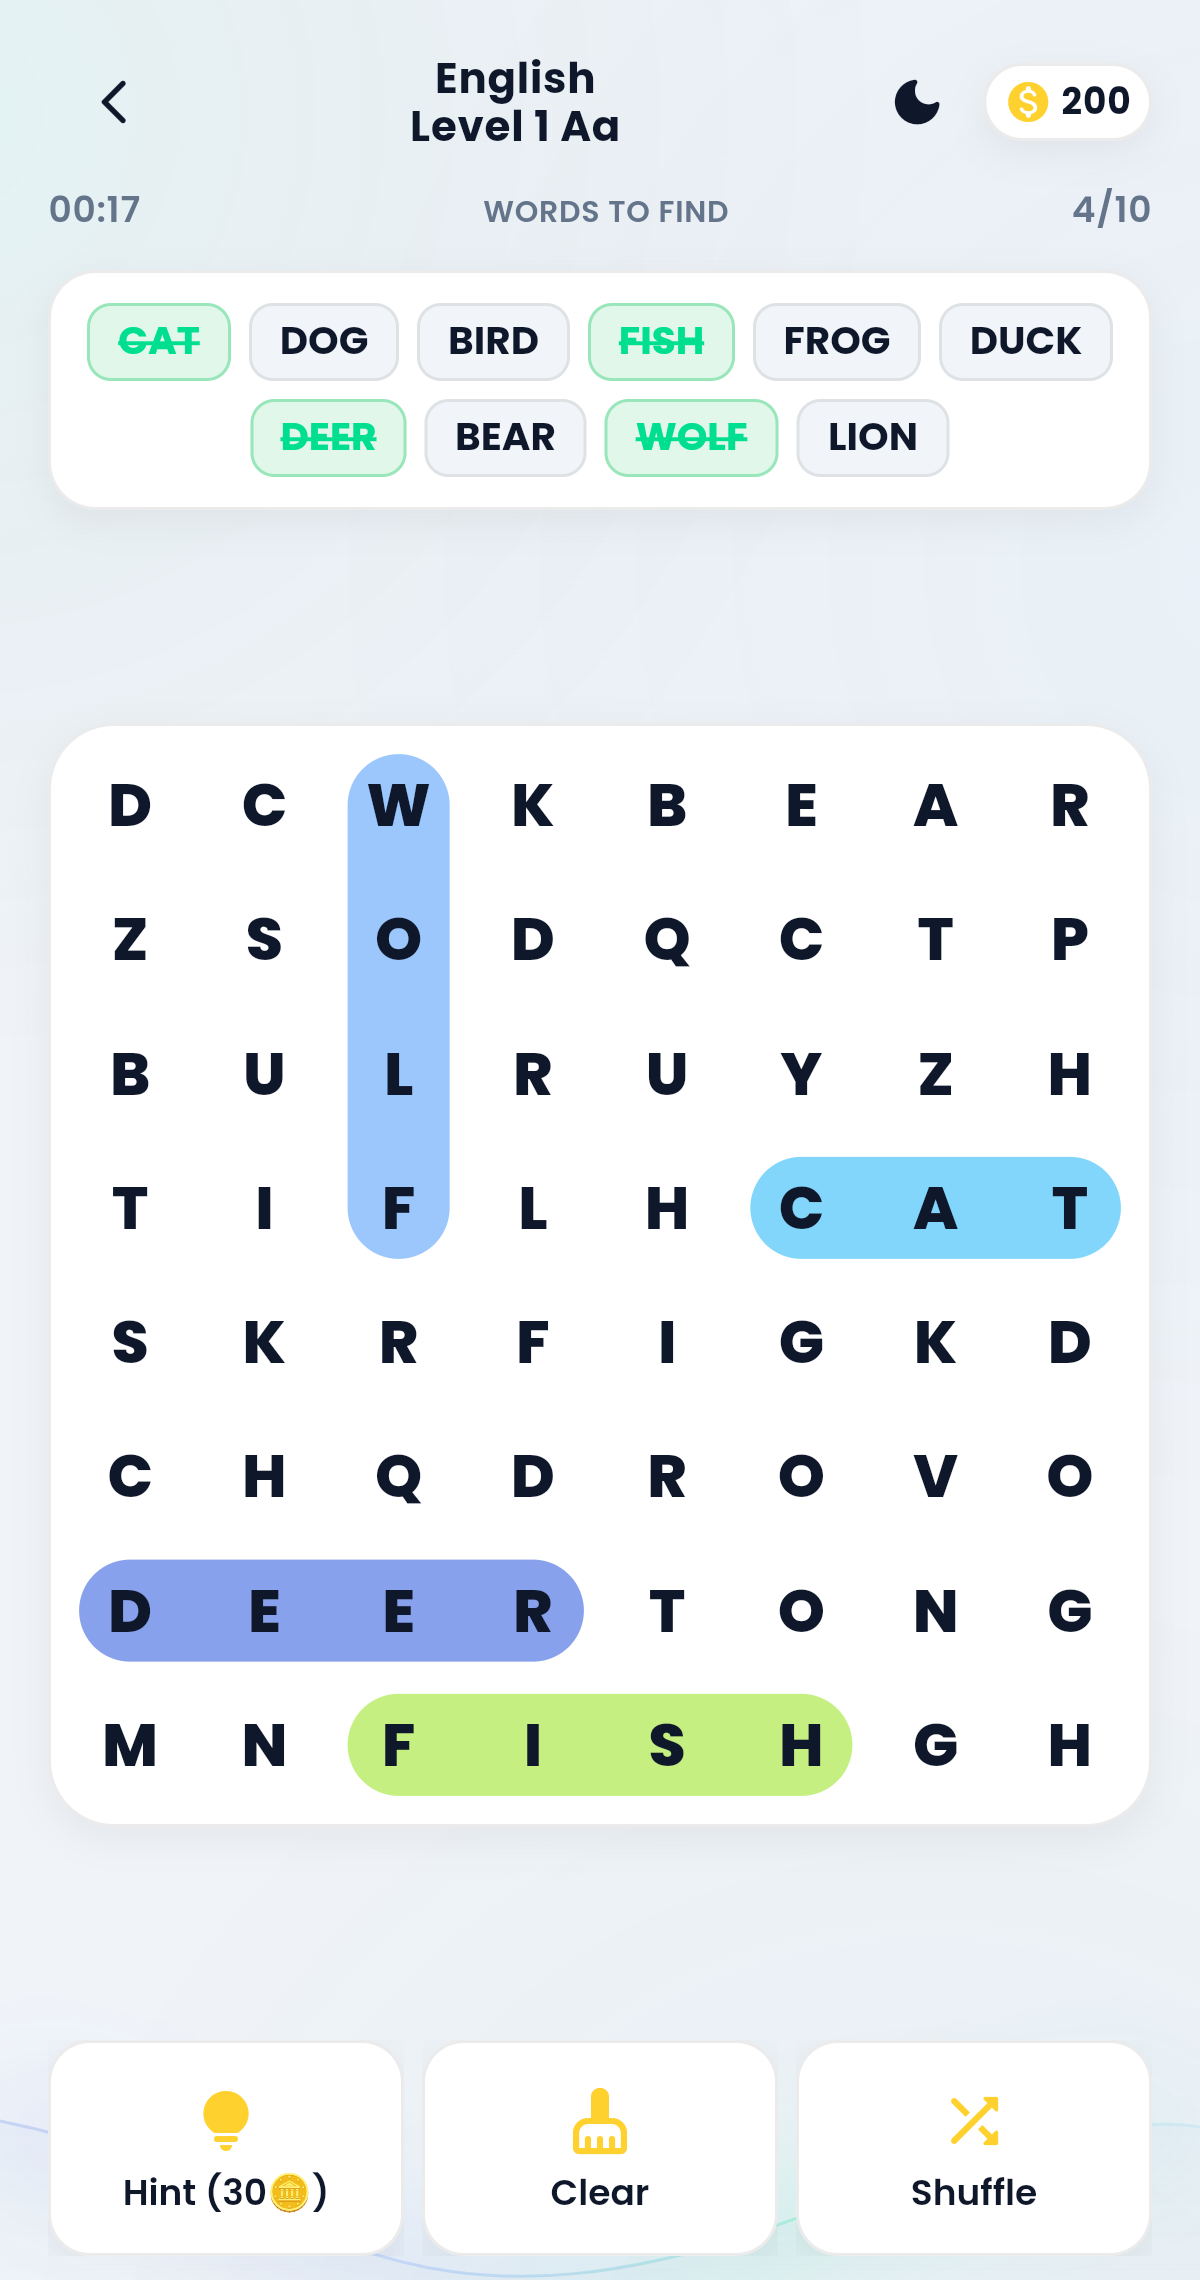 English
Level 1 Aa
200
00:17 WORDS TO FIND 4/10
CAT DOG BIRD FISH FROG DUCK
DEER BEAR WOLF LION
D C W K B E A R
Z S O D Q C T P
B U L R U Y Z H
T I F L H C A T
S K R F I G K D
C H Q D R O V O
D E E R T O N G
M N F I S H G H
Hint (30🪙) Clear Shuffle